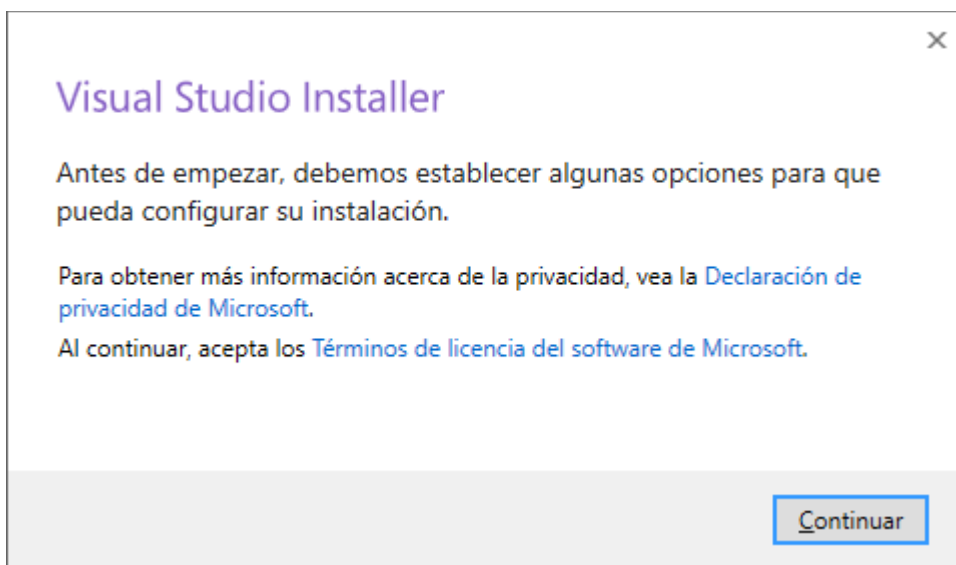 Visual Studio Installer
Antes de empezar, debemos establecer algunas opciones para que
pueda configurar su instalación.
Para obtener más información acerca de la privacidad, vea la Declaración de
privacidad de Microsoft.
Al continuar, acepta los Términos de licencia del software de Microsoft.
Continuar